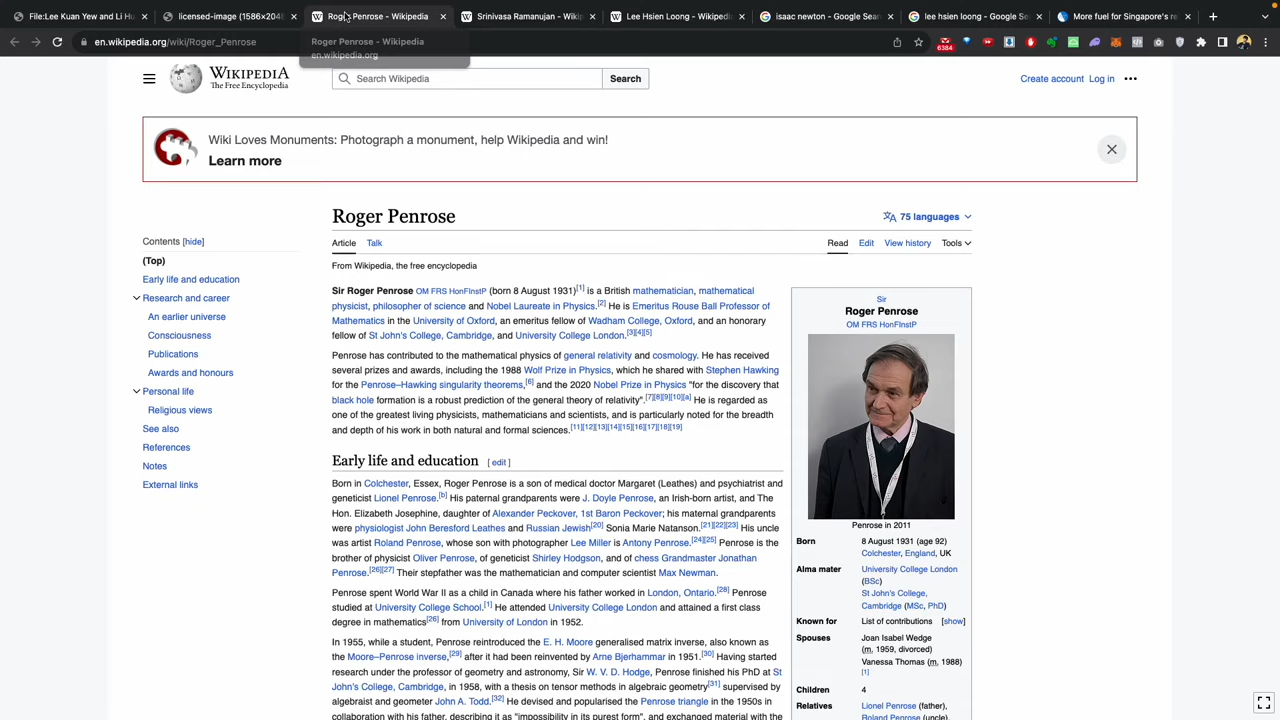 File:Lee Kuan Yew and Li Hu
licensed-image (1586×204
Roger Penrose - Wikipedia
Srinivasa Ramanujan - Wiki
Lee Hsien Loong - Wikiped
isaac newton - Google Sear
lee hsien loong - Google Se
More fuel for Singapore's re
en.wikipedia.org/wiki/Roger_Penrose
Roger Penrose - Wikipedia
en.wikipedia.org
6384
WIKIPEDIA
The Free Encyclopedia
Search Wikipedia
Search
Create account Log in
Wiki Loves Monuments: Photograph a monument, help Wikipedia and win!
Learn more
Contents [hide]
(Top)
Early life and education
Research and career
An earlier universe
Consciousness
Publications
Awards and honours
Personal life
Religious views
See also
References
Notes
External links
Roger Penrose
75 languages
Article Talk
Read Edit View history Tools
From Wikipedia, the free encyclopedia
Sir Roger Penrose OM FRS HonFInstP (born 8 August 1931)[1] is a British mathematician, mathematical
physicist, philosopher of science and Nobel Laureate in Physics.[2] He is Emeritus Rouse Ball Professor of
Mathematics in the University of Oxford, an emeritus fellow of Wadham College, Oxford, and an honorary
fellow of St John's College, Cambridge, and University College London.[3][4][5]
Penrose has contributed to the mathematical physics of general relativity and cosmology. He has received
several prizes and awards, including the 1988 Wolf Prize in Physics, which he shared with Stephen Hawking
for the Penrose–Hawking singularity theorems,[6] and the 2020 Nobel Prize in Physics "for the discovery that
black hole formation is a robust prediction of the general theory of relativity".[7][8][9][10][a] He is regarded as
one of the greatest living physicists, mathematicians and scientists, and is particularly noted for the breadth
and depth of his work in both natural and formal sciences.[11][12][13][14][15][16][17][18][19]
Early life and education [ edit ]
Born in Colchester, Essex, Roger Penrose is a son of medical doctor Margaret (Leathes) and psychiatrist and
geneticist Lionel Penrose.[b] His paternal grandparents were J. Doyle Penrose, an Irish-born artist, and The
Hon. Elizabeth Josephine, daughter of Alexander Peckover, 1st Baron Peckover; his maternal grandparents
were physiologist John Beresford Leathes and Russian Jewish[20] Sonia Marie Natanson.[21][22][23] His uncle
was artist Roland Penrose, whose son with photographer Lee Miller is Antony Penrose.[24][25] Penrose is the
brother of physicist Oliver Penrose, of geneticist Shirley Hodgson, and of chess Grandmaster Jonathan
Penrose.[26][27] Their stepfather was the mathematician and computer scientist Max Newman.
Penrose spent World War II as a child in Canada where his father worked in London, Ontario.[28] Penrose
studied at University College School.[1] He attended University College London and attained a first class
degree in mathematics[26] from University of London in 1952.
In 1955, while a student, Penrose reintroduced the E. H. Moore generalised matrix inverse, also known as
the Moore–Penrose inverse,[29] after it had been reinvented by Arne Bjerhammar in 1951.[30] Having started
research under the professor of geometry and astronomy, Sir W. V. D. Hodge, Penrose finished his PhD at St
John's College, Cambridge, in 1958, with a thesis on tensor methods in algebraic geometry[31] supervised by
algebraist and geometer John A. Todd.[32] He devised and popularised the Penrose triangle in the 1950s in
collaboration with his father, describing it as "impossibility in its purest form", and exchanged material with the
Sir
Roger Penrose
OM FRS HonFInstP
Penrose in 2011
Born 8 August 1931 (age 92)
Colchester, England, UK
Alma mater University College London
(BSc)
St John's College,
Cambridge (MSc, PhD)
Known for List of contributions [show]
Spouses Joan Isabel Wedge
(m. 1959, divorced)
Vanessa Thomas (m. 1988)
[1]
Children 4
Relatives Lionel Penrose (father),
Roland Penrose (uncle),